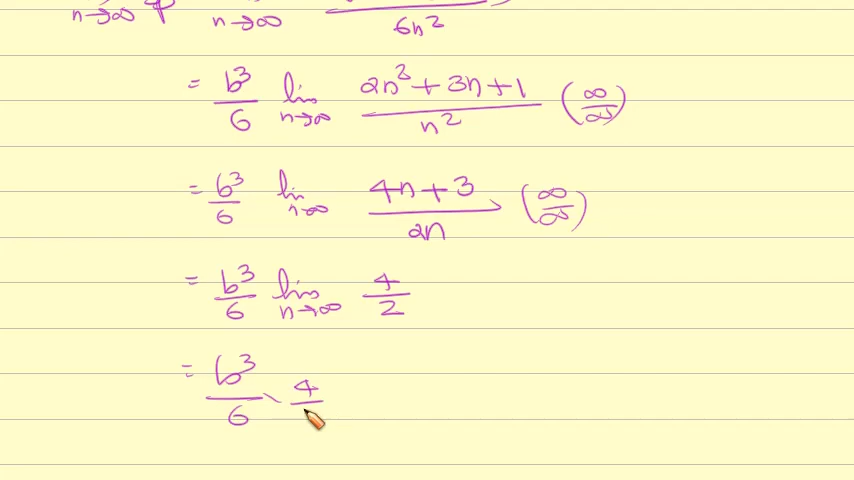 n→∞ n→∞ 6n²
= b³/6 lim n→∞ (2n²+3n+1)/n² (∞/∞)
= b³/6 lim n→∞ (4n+3)/2n (∞/∞)
= b³/6 lim n→∞ 4/2
= b³/6 · 4/